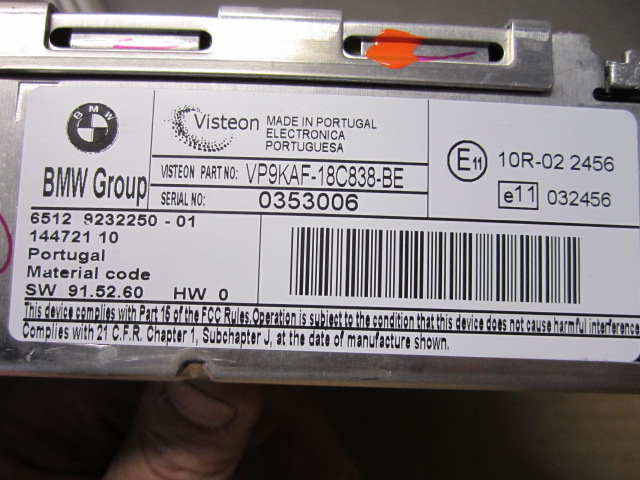 BMW
BMW Group
Visteon
MADE IN PORTUGAL
ELECTRONICA
PORTUGUESA
VISTEON PART NO: VP9KAF-18C838-BE
SERIAL NO: 0353006
E11 10R-02 2456
e11 032456
6512 9232250 - 01
144721 10
Portugal
Material code
SW 91.52.60 HW 0
This device complies with Part 15 of the FCC Rules.Operation is subject to the condition that this device does not cause harmful interference
Complies with 21 C.F.R. Chapter 1, Subchapter J, at the date of manufacture shown.